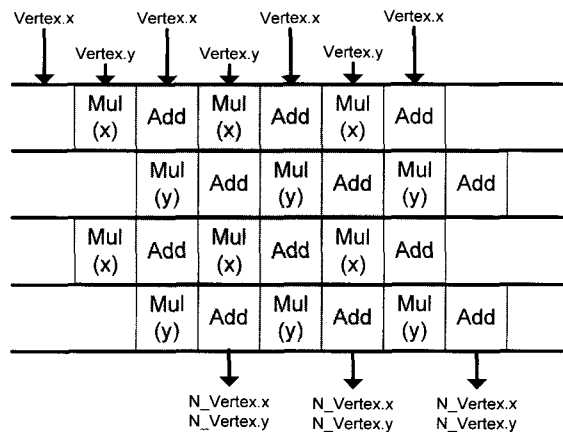 Vertex.x Vertex.x Vertex.x Vertex.x
Vertex.y Vertex.y Vertex.y
Mul Add Mul Add Mul Add
(x) (x) (x)
Mul Add Mul Add Mul Add
(y) (y) (y)
Mul Add Mul Add Mul Add
(x) (x) (x)
Mul Add Mul Add Mul Add
(y) (y) (y)
N_Vertex.x N_Vertex.x N_Vertex.x
N_Vertex.y N_Vertex.y N_Vertex.y